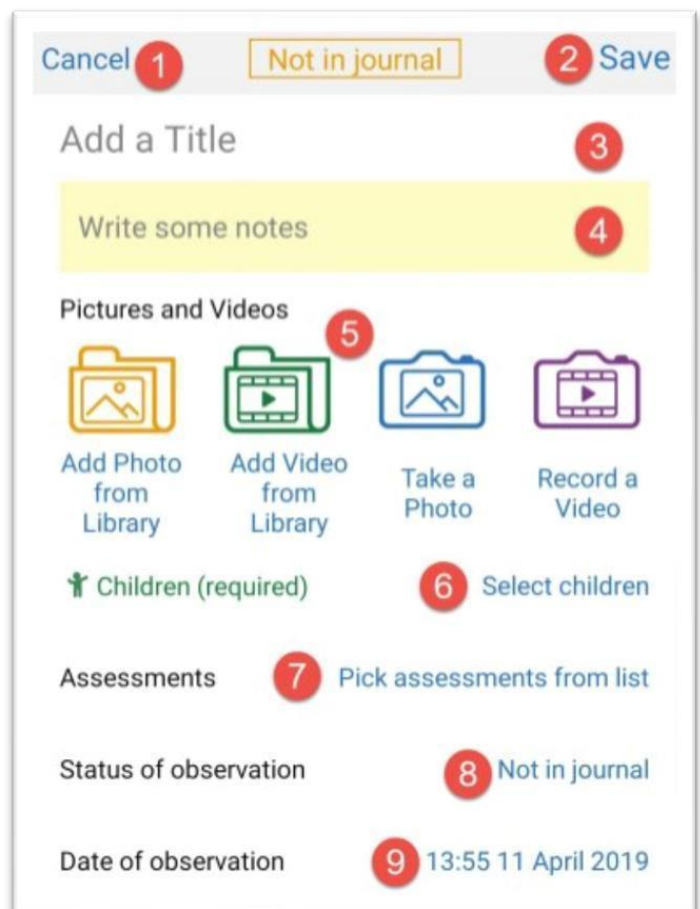 Cancel 1 Not in journal 2 Save
Add a Title 3
Write some notes 4
Pictures and Videos
5
Add Photo from Library
Add Video from Library
Take a Photo
Record a Video
Children (required) 6 Select children
Assessments 7 Pick assessments from list
Status of observation 8 Not in journal
Date of observation 9 13:55 11 April 2019